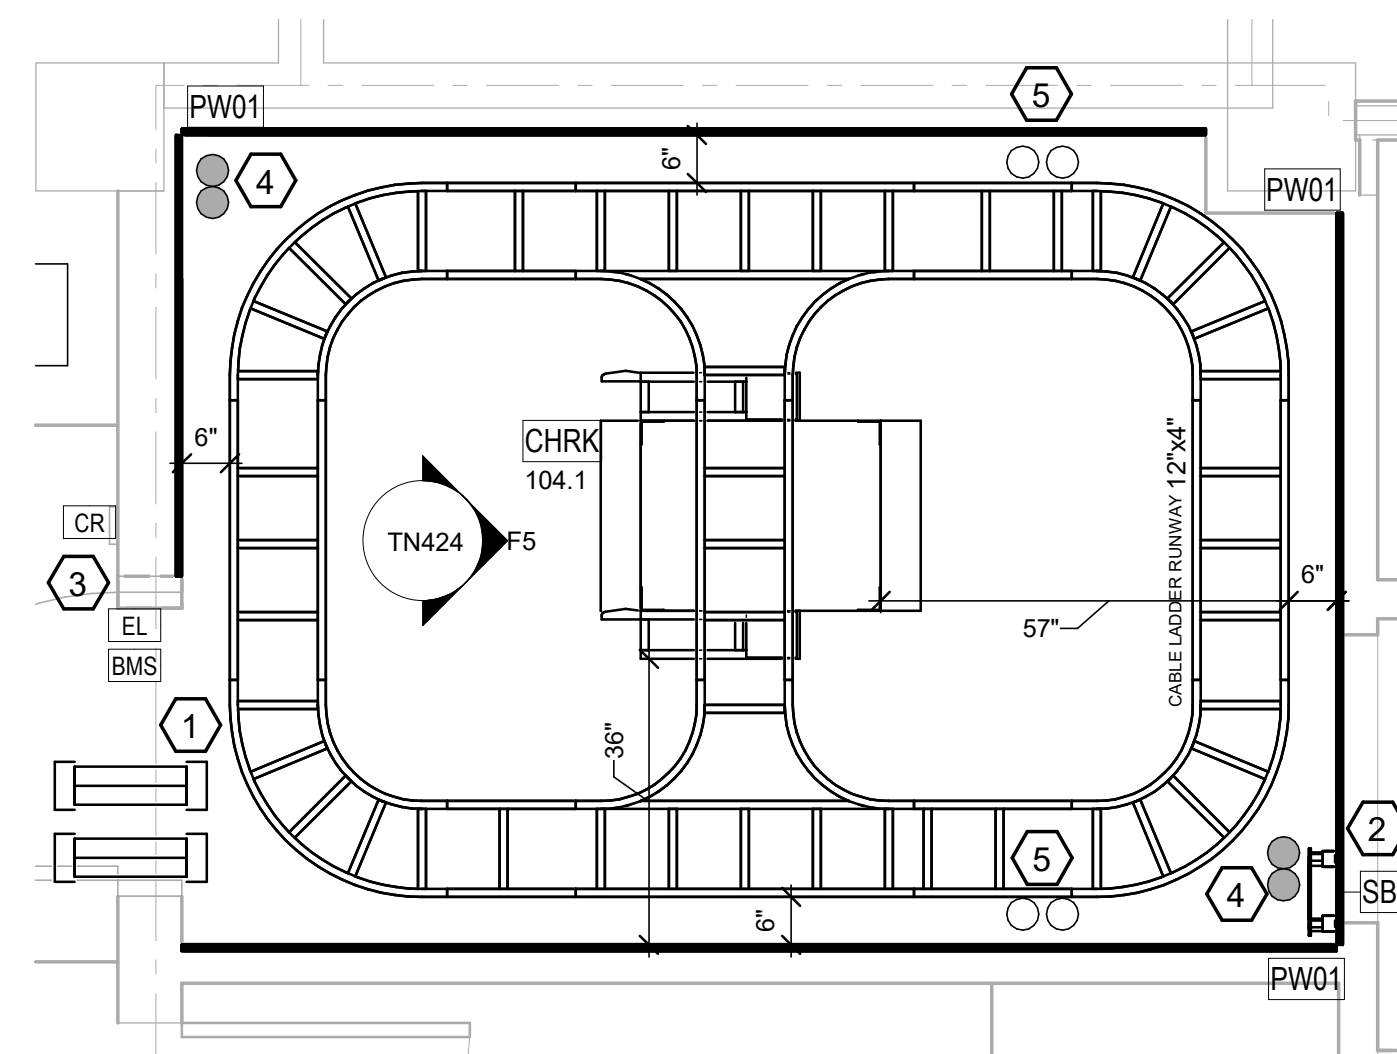 PW01
5
6"
4
PW01
6"
CHRK
104.1
CABLE LADDER RUNWAY 12"x4"
CR
TN424
F5
3
6"
EL
57"
BMS
1
36"
2
5
4
SB
6"
PW01